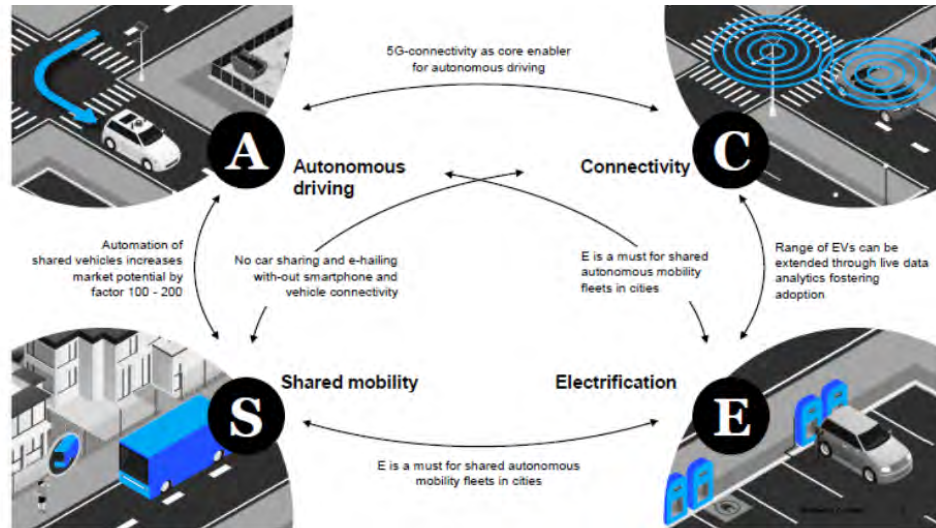 5G-connectivity as core enabler
for autonomous driving
A
C
Autonomous
driving
Connectivity
Automation of
shared vehicles increases
market potential by
factor 100 - 200
No car sharing and e-hailing
with-out smartphone and
vehicle connectivity
E is a must for shared
autonomous mobility
fleets in cities
Range of EVs can be
extended through live data
analytics fostering
adoption
S
Shared mobility
Electrification
E
E is a must for shared autonomous
mobility fleets in cities